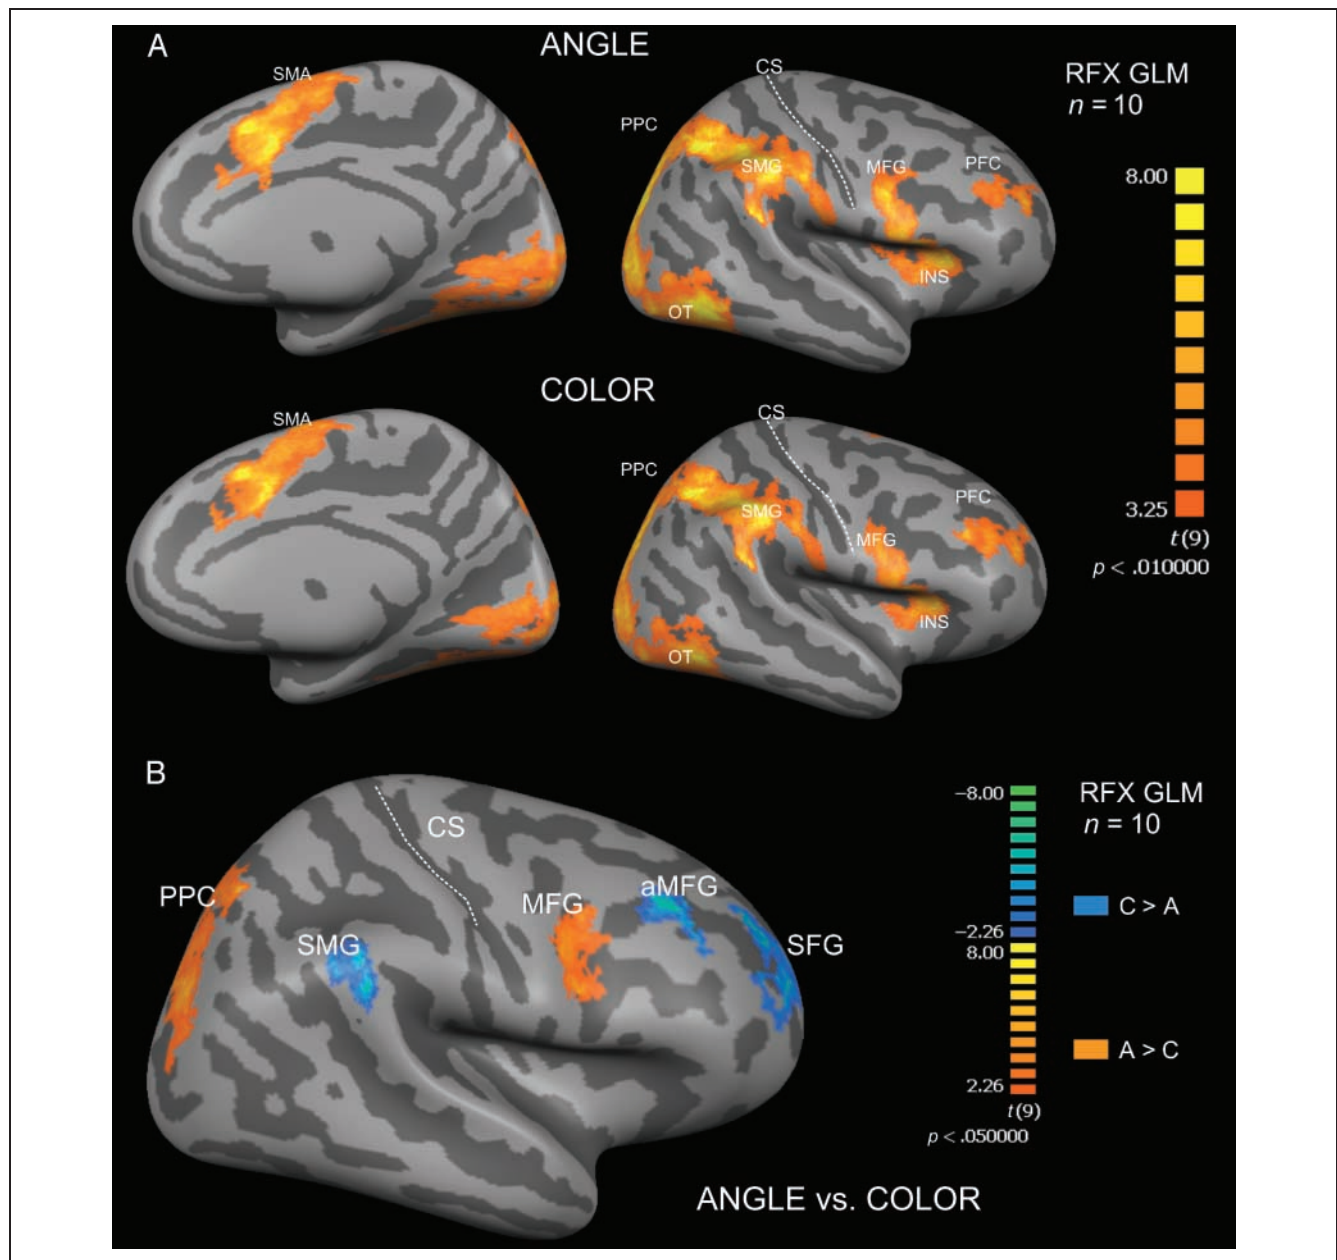 A
ANGLE
SMA
CS
PPC
SMG
MFG
PFC
INS
OT
RFX GLM
n = 10
8.00
3.25
t(9)
p < .010000
COLOR
SMA
CS
PPC
SMG
MFG
PFC
INS
OT
B
CS
PPC
SMG
MFG
aMFG
SFG
−8.00
−2.26
8.00
2.26
t(9)
p < .050000
RFX GLM
n = 10
C > A
A > C
ANGLE vs. COLOR